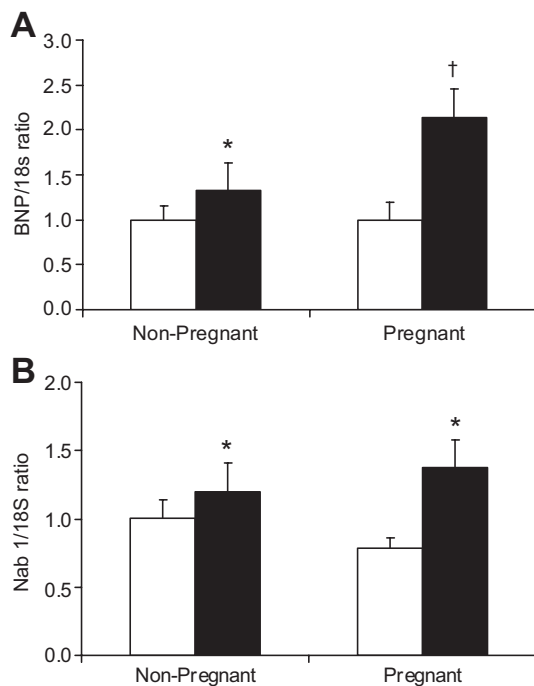 A
BNP/18s ratio
3.0
2.5
2.0
1.5
1.0
0.5
0.0
*
†
Non-Pregnant
Pregnant
B
Nab 1/18S ratio
2.0
1.5
1.0
0.5
0.0
*
*
Non-Pregnant
Pregnant